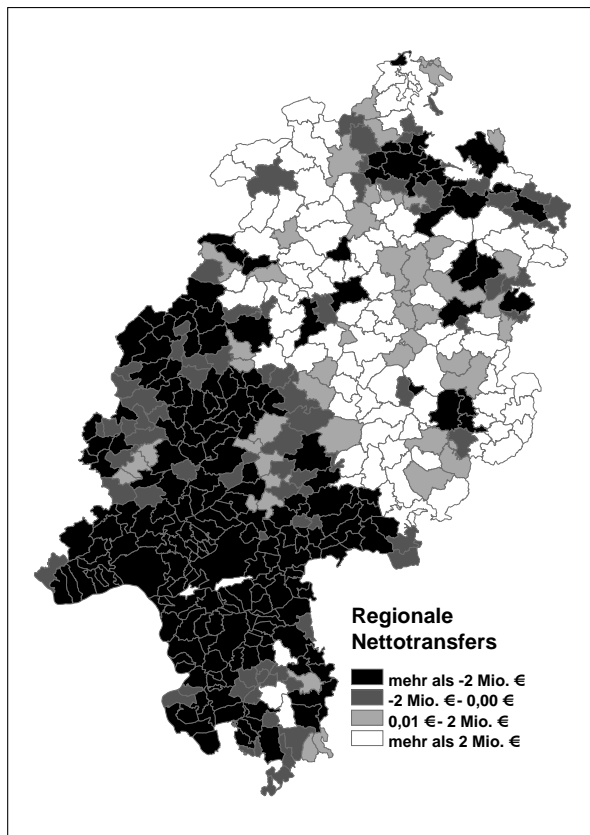 Regionale
Nettotransfers
mehr als -2 Mio. €
-2 Mio. €- 0,00 €
0,01 €- 2 Mio. €
mehr als 2 Mio. €